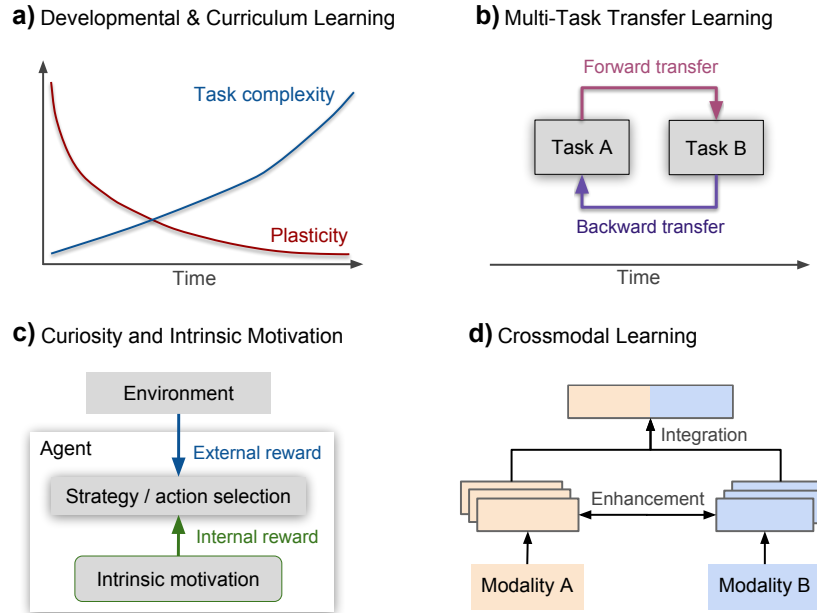 a) Developmental & Curriculum Learning
Task complexity
Plasticity
Time
b) Multi-Task Transfer Learning
Forward transfer
Task A
Task B
Backward transfer
Time
c) Curiosity and Intrinsic Motivation
Environment
Agent
External reward
Strategy / action selection
Internal reward
Intrinsic motivation
d) Crossmodal Learning
Integration
Enhancement
Modality A
Modality B